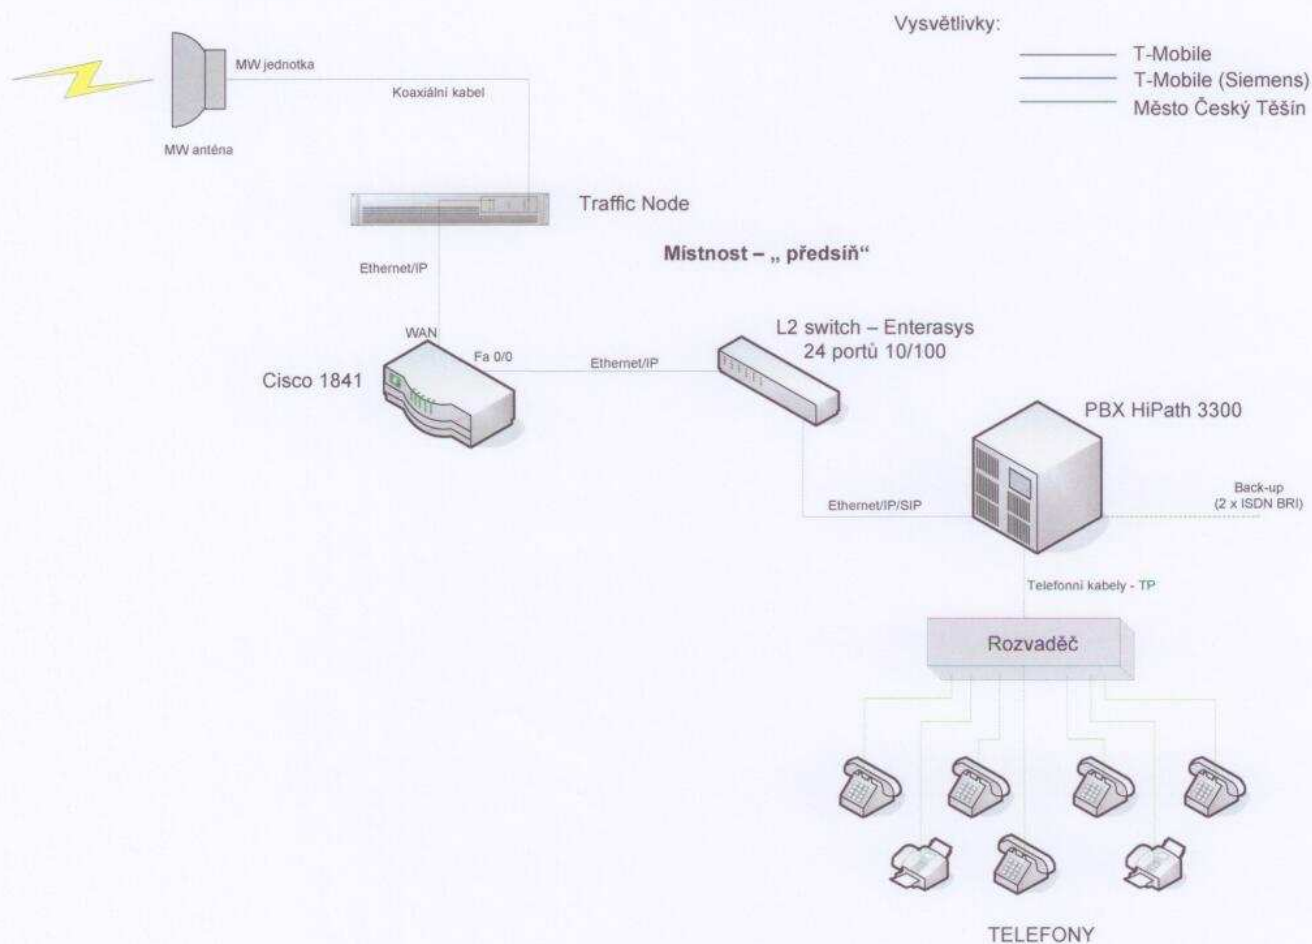 Vysvětlivky:
T-Mobile
T-Mobile (Siemens)
Město Český Těšín
MW jednotka
Koaxiální kabel
MW anténa
Traffic Node
Místnost – „ předsíň“
Ethernet/IP
WAN
Fa 0/0
Cisco 1841
Ethernet/IP
L2 switch – Enterasys
24 portů 10/100
PBX HiPath 3300
Ethernet/IP/SIP
Back-up
(2 x ISDN BRI)
Telefonní kabely - TP
Rozvaděč
TELEFONY